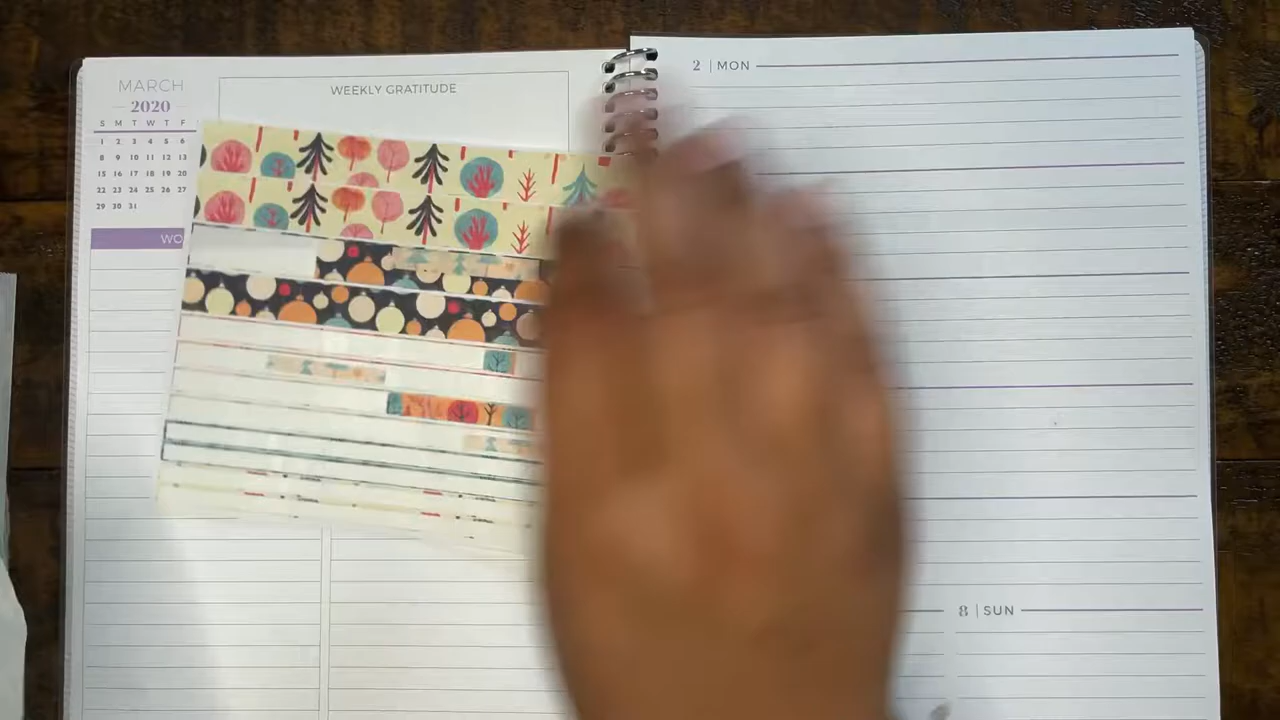 MARCH
2020
S M T W T F
1 2 3 4 5 6
8 9 10 11 12 13
15 16 17 18 19 20
22 23 24 25 26 27
29 30 31
WO
WEEKLY GRATITUDE
2 | MON
8 | SUN